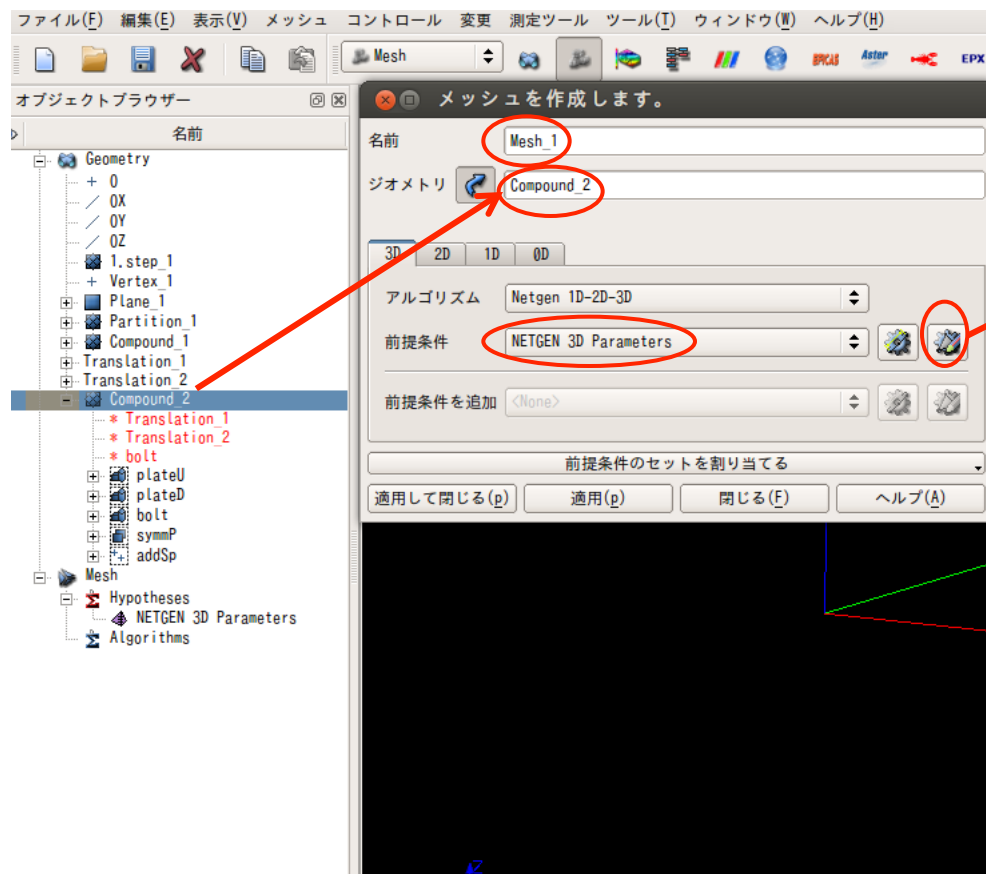 ファイル(F) 編集(E) 表示(V) メッシュ コントロール 変更 測定ツール ツール(T) ウィンドウ(W) ヘルプ(H)
Mesh
Aster
EPX
オブジェクトブラウザー
名前
Geometry
O
OX
OY
OZ
1.step_1
Vertex_1
Plane_1
Partition_1
Compound_1
Translation_1
Translation_2
Compound_2
* Translation_1
* Translation_2
* bolt
plateU
plateD
bolt
symmP
addSp
Mesh
Hypotheses
NETGEN 3D Parameters
Algorithms
メッシュを作成します。
名前 Mesh_1
ジオメトリ Compound_2
3D 2D 1D 0D
アルゴリズム Netgen 1D-2D-3D
前提条件 NETGEN 3D Parameters
前提条件を追加 <None>
前提条件のセットを割り当てる
適用して閉じる(p) 適用(p) 閉じる(F) ヘルプ(A)
Z